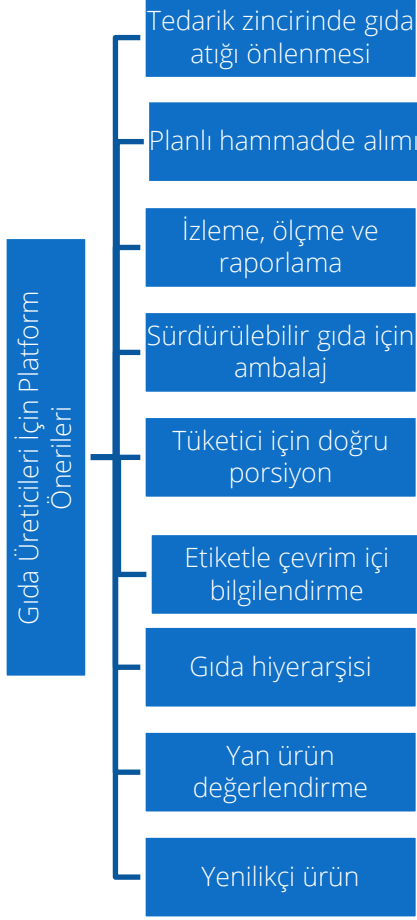 Gıda Üreticileri İçin Platform
Önerileri
Tedarik zincirinde gıda
atığı önlenmesi
Planlı hammadde alımı
İzleme, ölçme ve
raporlama
Sürdürülebilir gıda için
ambalaj
Tüketici için doğru
porsiyon
Etiketle çevrim içi
bilgilendirme
Gıda hiyerarşisi
Yan ürün
değerlendirme
Yenilikçi ürün